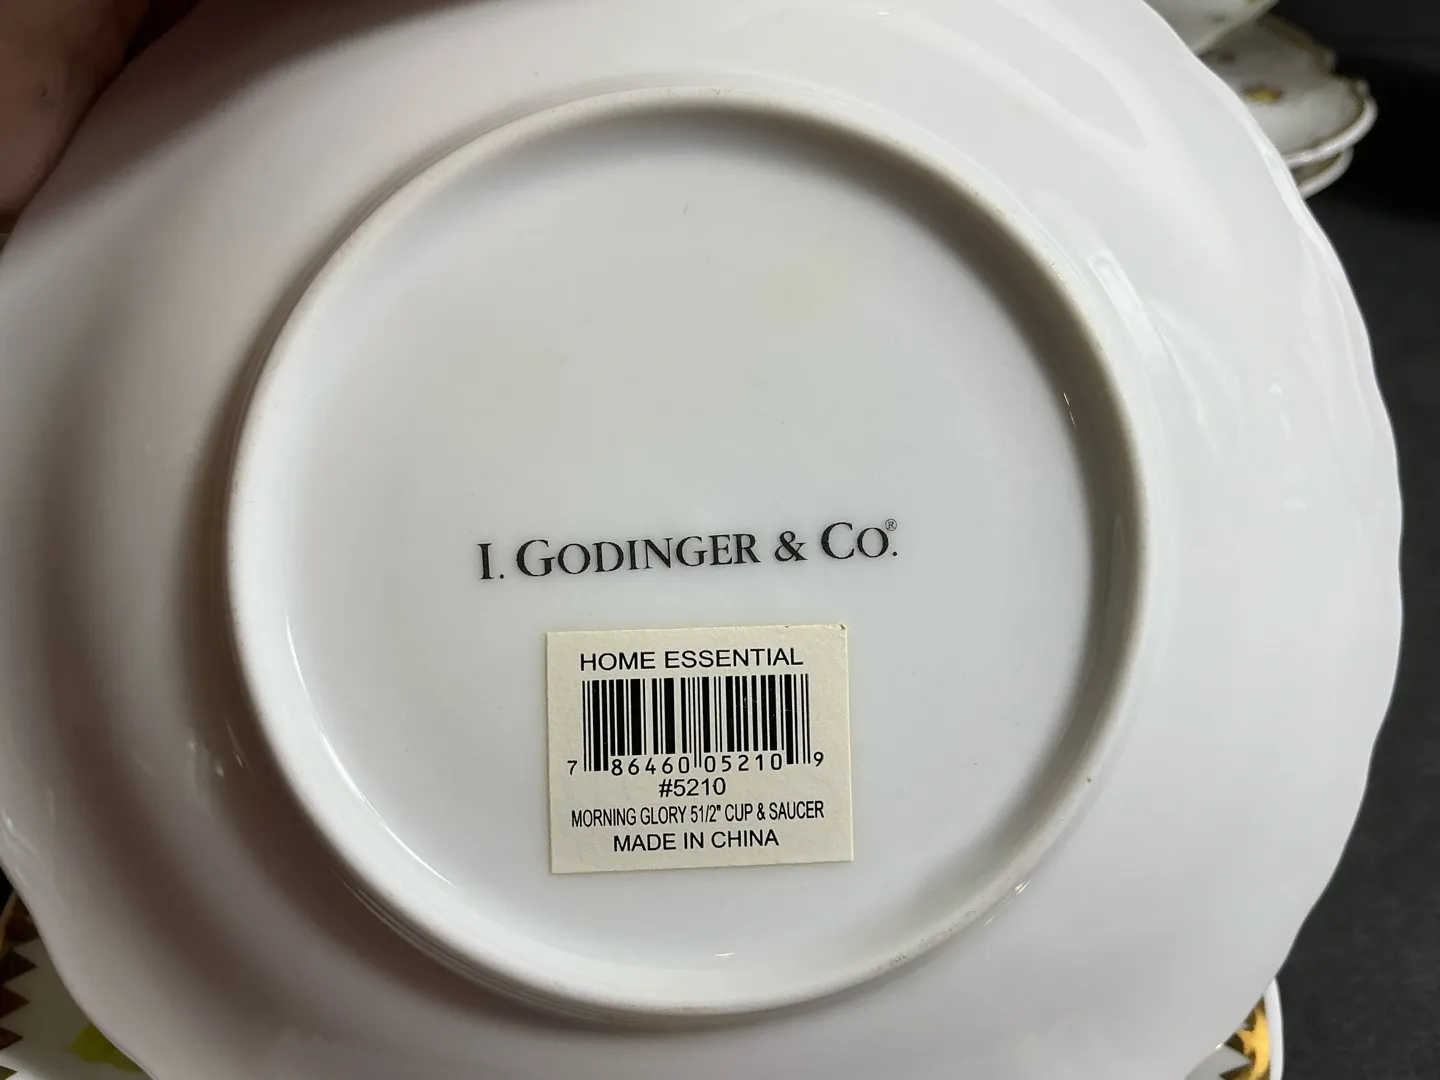 I. GODINGER & CO.®
HOME ESSENTIAL
7 86460 05210 9
#5210
MORNING GLORY 51/2" CUP & SAUCER
MADE IN CHINA